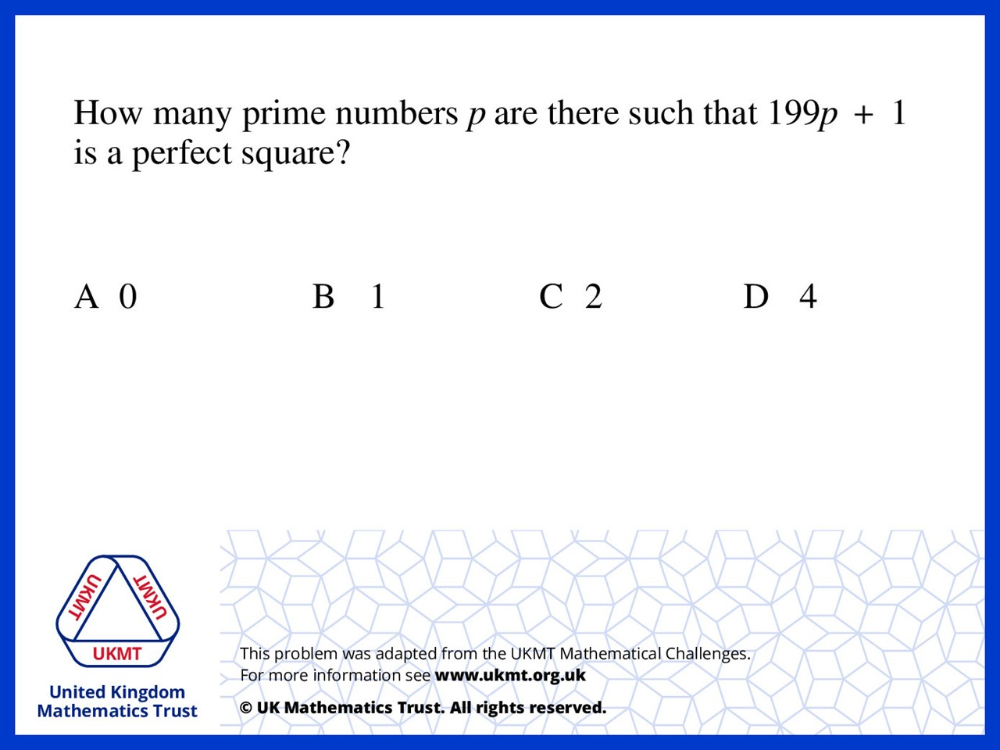 How many prime numbers p are there such that 199p + 1
is a perfect square?
A 0 B 1 C 2 D 4
UKMT
UKMT
UKMT
United Kingdom
Mathematics Trust
This problem was adapted from the UKMT Mathematical Challenges.
For more information see www.ukmt.org.uk
© UK Mathematics Trust. All rights reserved.